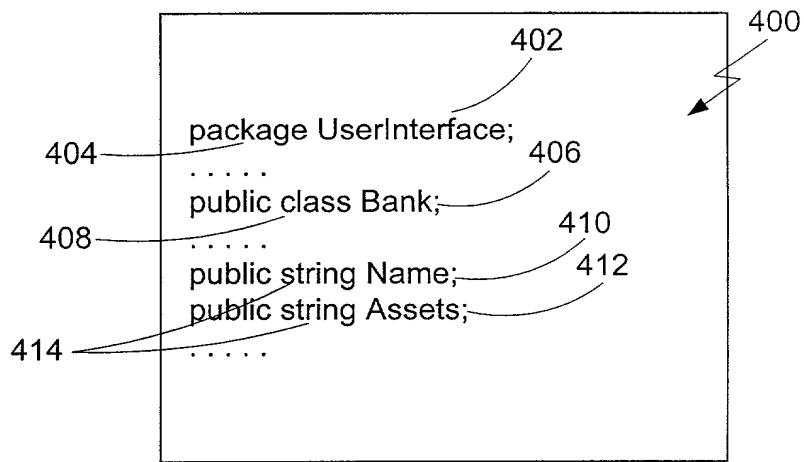 402
400
package UserInterface;
404
. . . . .
406
public class Bank;
408
. . . . .
410
public string Name;
412
public string Assets;
414
. . . . .